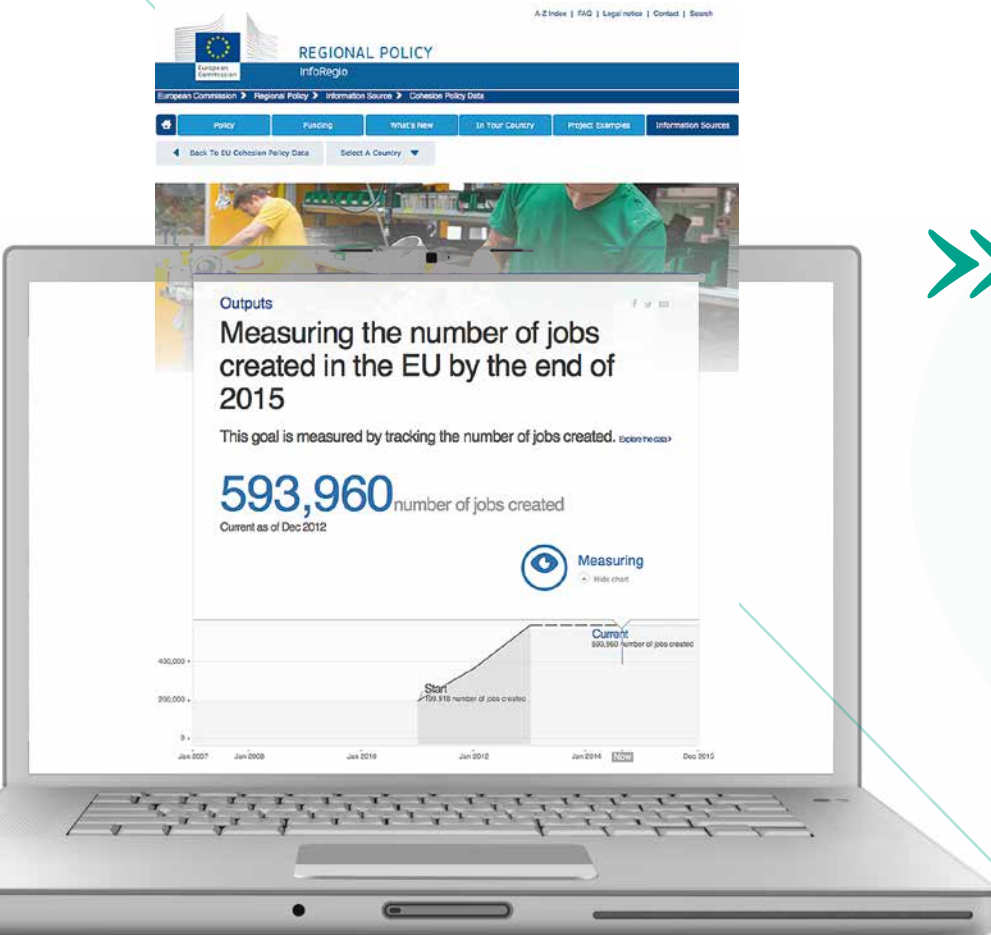 A-Z Index | FAQ | Legal notice | Contact | Search
European
Commission
REGIONAL POLICY
InfoRegio
European Commission > Regional Policy > Information Source > Cohesion Policy Data
Policy Funding What's New In Your Country Project Examples Information Sources
Back To EU Cohesion Policy Data Select A Country
Outputs
Measuring the number of jobs
created in the EU by the end of
2015
This goal is measured by tracking the number of jobs created. Explore the data>
593,960 number of jobs created
Current as of Dec 2012
Measuring
Hide chart
Current
593,960 number of jobs created
400,000
Start
number of jobs created
200,000
0
Jan 2007 Jan 2008 Jan 2010 Jan 2012 Jan 2014 Now Dec 2015